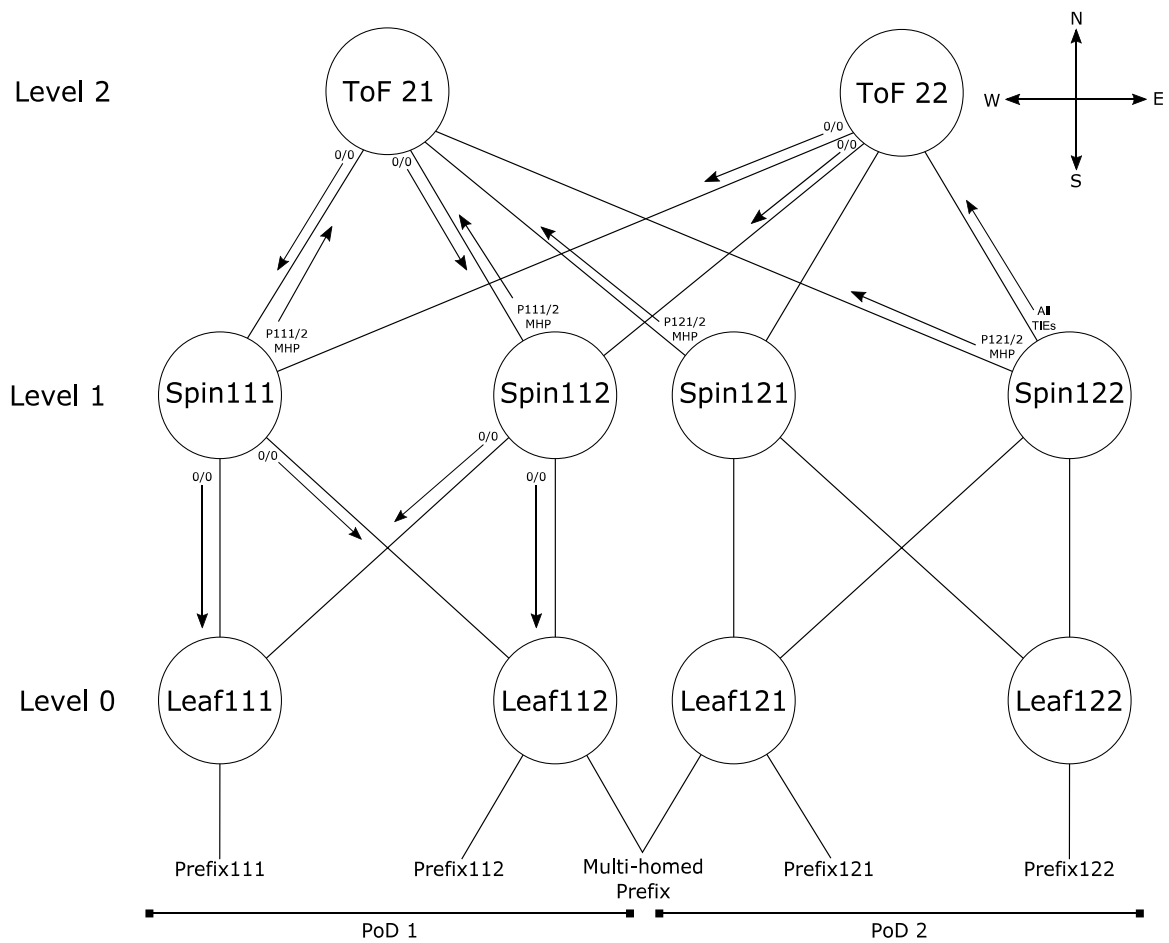 N
Level 2
ToF 21
ToF 22
W
E
S
0/0
0/0
0/0
0/0
P111/2
MHP
P111/2
MHP
P121/2
MHP
All
TIEs
P121/2
MHP
Level 1
Spin111
Spin112
Spin121
Spin122
0/0
0/0
0/0
0/0
Level 0
Leaf111
Leaf112
Leaf121
Leaf122
Prefix111
Prefix112
Multi-homed
Prefix
Prefix121
Prefix122
PoD 1
PoD 2